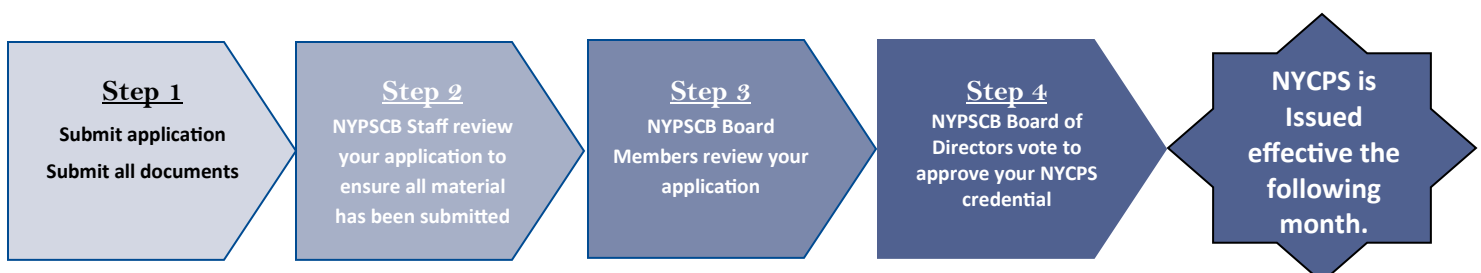 Step 1
Submit application
Submit all documents
Step 2
NYPSCB Staff review
your application to
ensure all material
has been submitted
Step 3
NYPSCB Board
Members review your
application
Step 4
NYPSCB Board of
Directors vote to
approve your NYCPS
credential
NYCPS is
Issued
effective the
following
month.